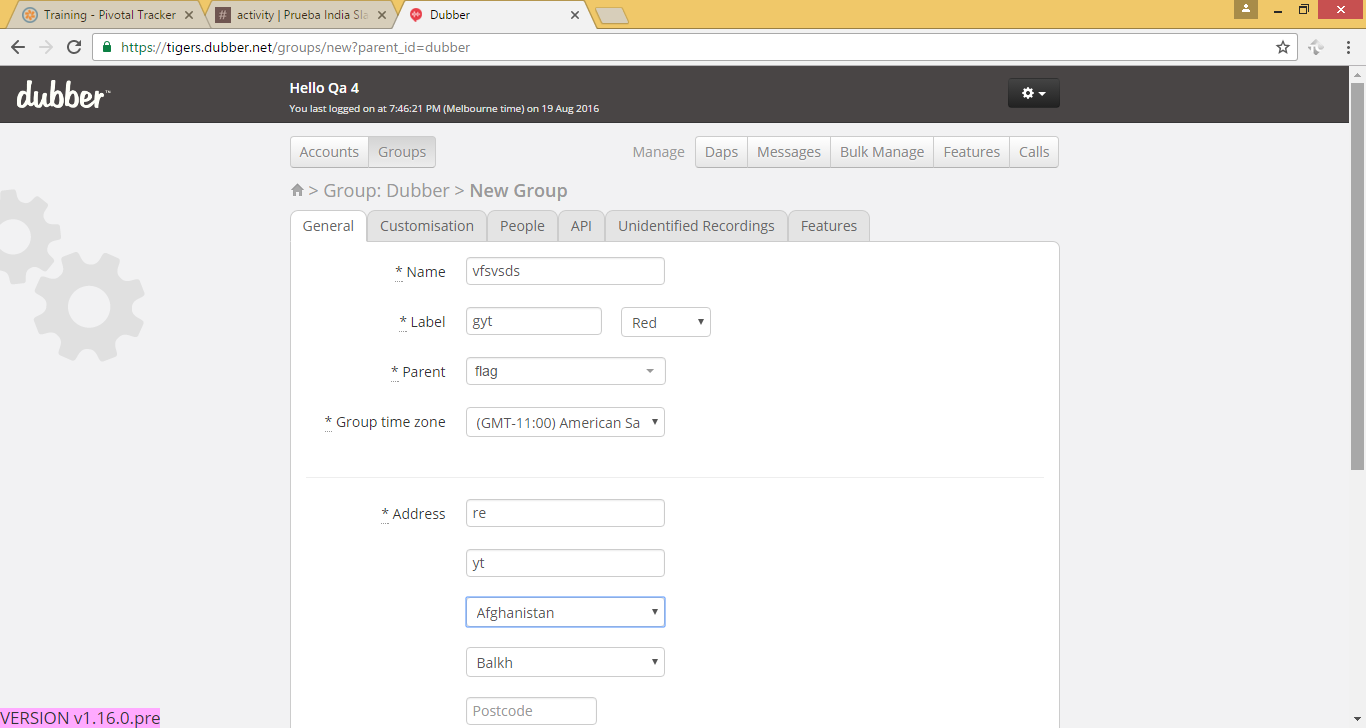 Training - Pivotal Tracker
activity | Prueba India Sla
Dubber
https://tigers.dubber.net/groups/new?parent_id=dubber
dubber™
Hello Qa 4
You last logged on at 7:46:21 PM (Melbourne time) on 19 Aug 2016
Accounts Groups Manage Daps Messages Bulk Manage Features Calls
> Group: Dubber > New Group
General Customisation People API Unidentified Recordings Features
* Name vfsvsds
* Label gyt Red
* Parent flag
* Group time zone (GMT-11:00) American Sa
* Address re
yt
Afghanistan
Balkh
Postcode
VERSION v1.16.0.pre